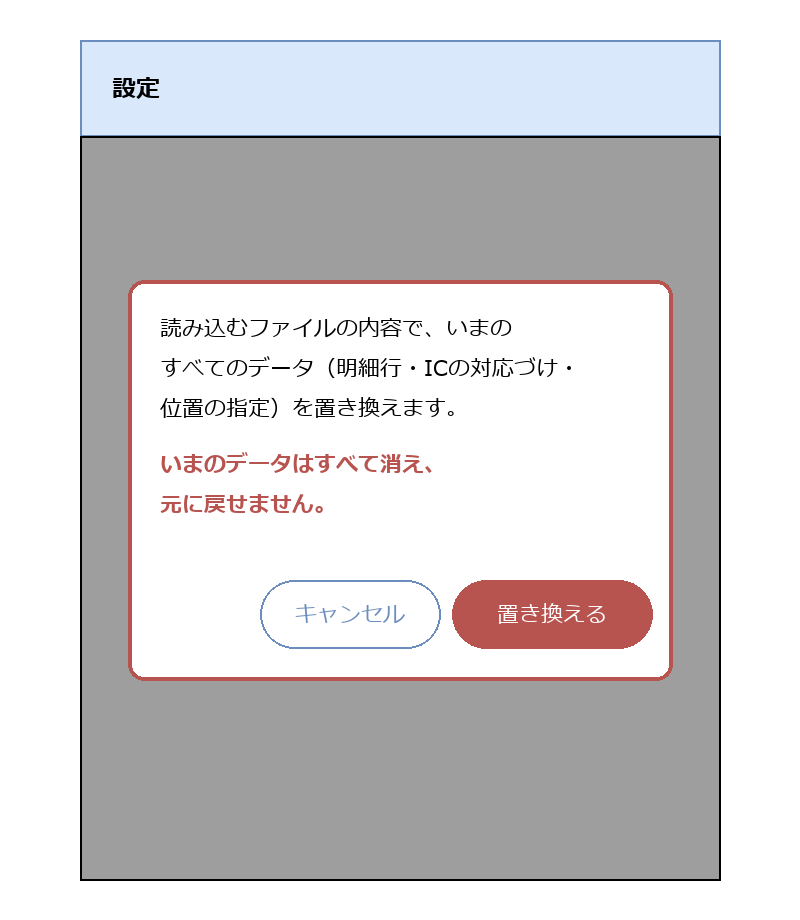 設定
読み込むファイルの内容で、いまの
すべてのデータ（明細行・ICの対応づけ・
位置の指定）を置き換えます。
いまのデータはすべて消え、
元に戻せません。
キャンセル
置き換える